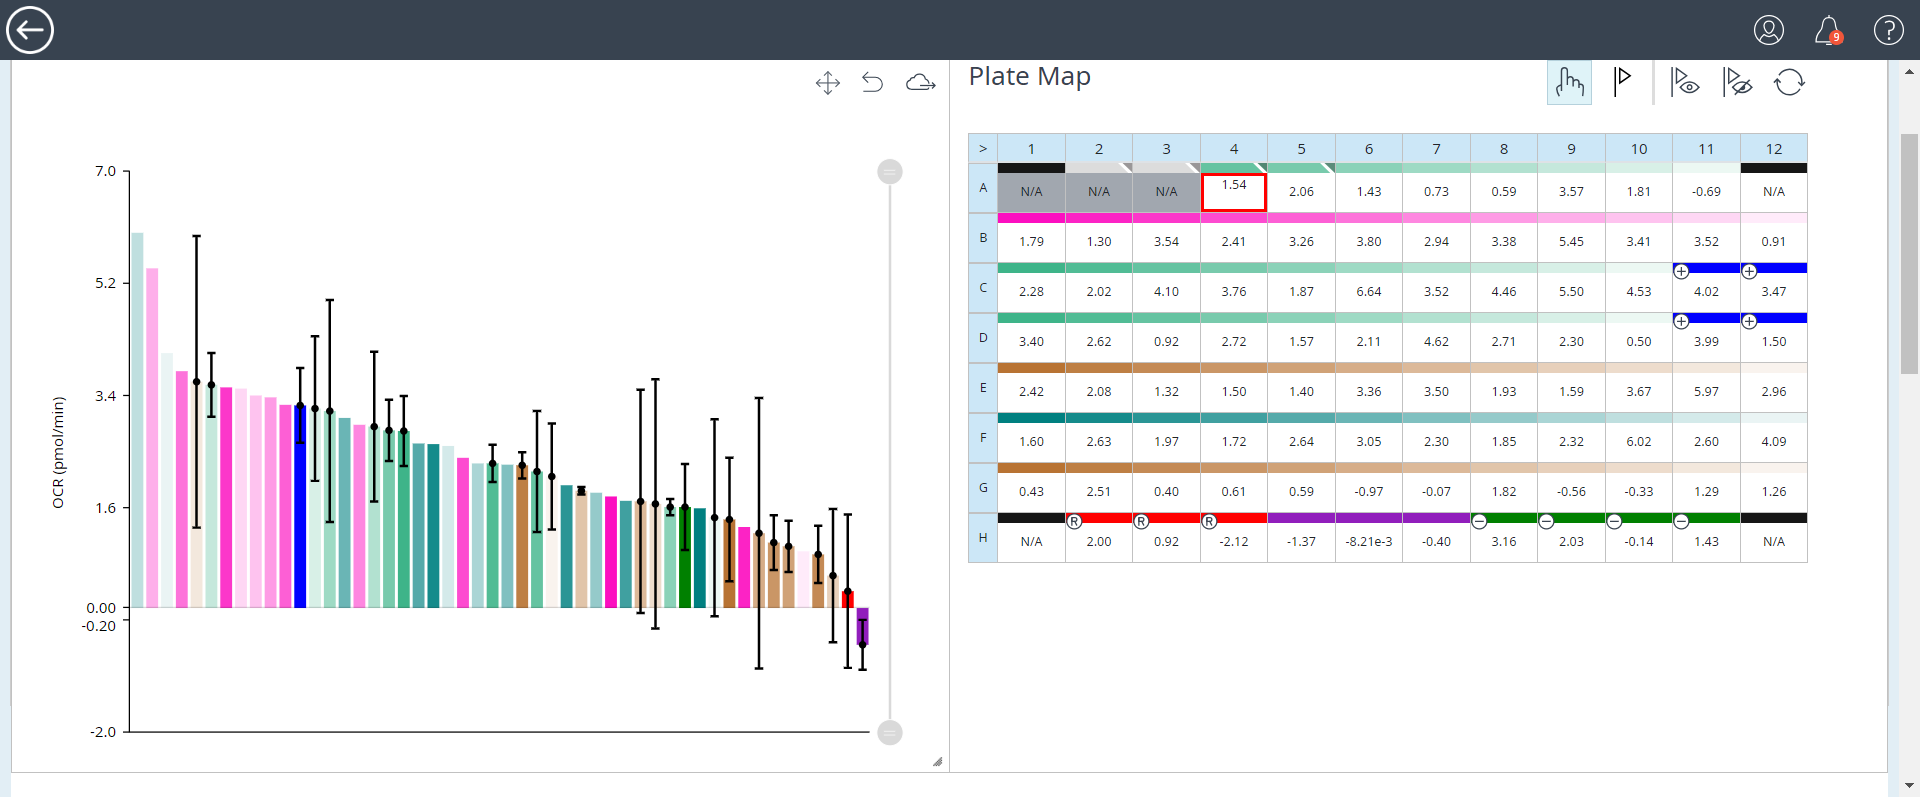 9
?
Plate Map
7.0
5.2
3.4
1.6
0.00
-0.20
-2.0
OCR (pmol/min)
> 1 2 3 4 5 6 7 8 9 10 11 12
A N/A N/A N/A 1.54 2.06 1.43 0.73 0.59 3.57 1.81 -0.69 N/A
B 1.79 1.30 3.54 2.41 3.26 3.80 2.94 3.38 5.45 3.41 3.52 0.91
C 2.28 2.02 4.10 3.76 1.87 6.64 3.52 4.46 5.50 4.53 4.02 3.47
D 3.40 2.62 0.92 2.72 1.57 2.11 4.62 2.71 2.30 0.50 3.99 1.50
E 2.42 2.08 1.32 1.50 1.40 3.36 3.50 1.93 1.59 3.67 5.97 2.96
F 1.60 2.63 1.97 1.72 2.64 3.05 2.30 1.85 2.32 6.02 2.60 4.09
G 0.43 2.51 0.40 0.61 0.59 -0.97 -0.07 1.82 -0.56 -0.33 1.29 1.26
R R R
H N/A 2.00 0.92 -2.12 -1.37 -8.21e-3 -0.40 3.16 2.03 -0.14 1.43 N/A